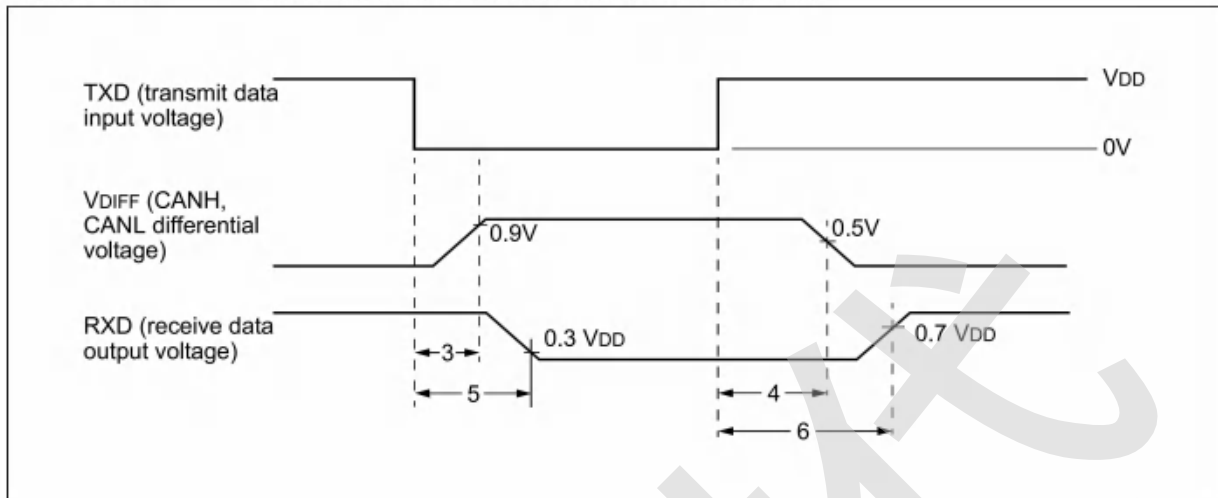 TXD (transmit data
input voltage)
VDD
0V
VDIFF (CANH,
CANL differential
voltage)
0.9V
0.5V
RXD (receive data
output voltage)
0.3 VDD
0.7 VDD
3
5
4
6
代